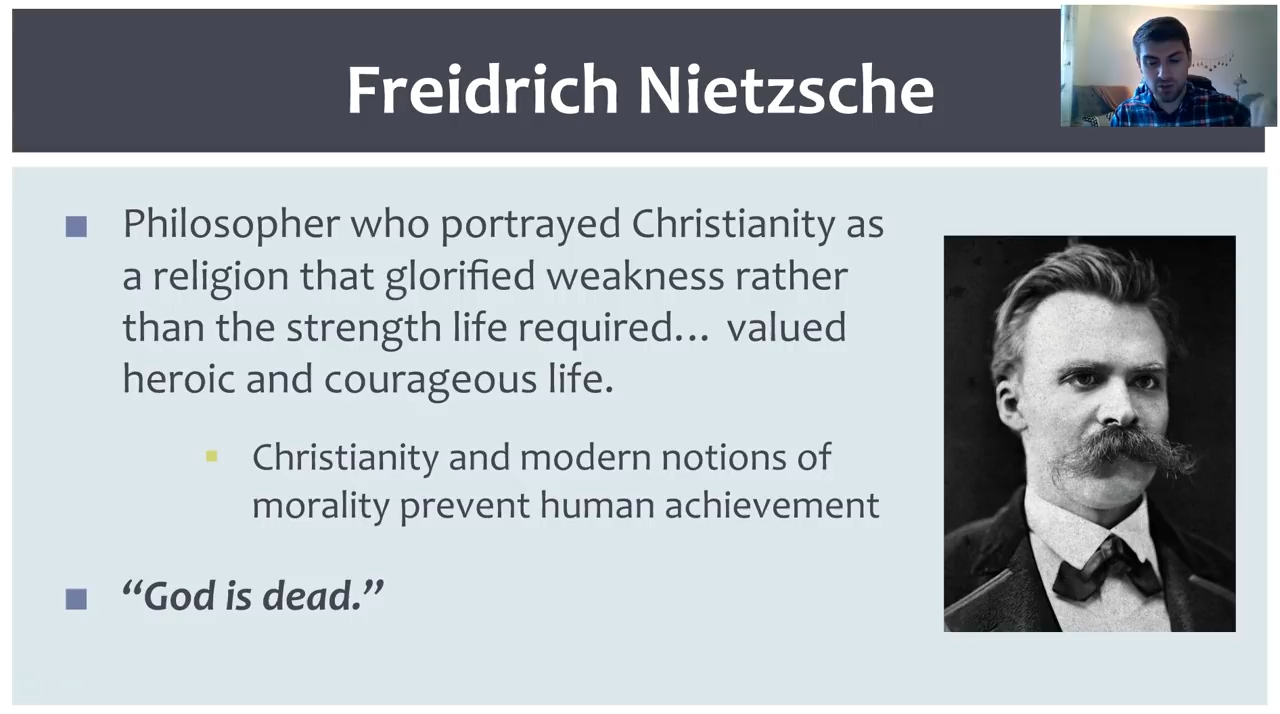 Freidrich Nietzsche
Philosopher who portrayed Christianity as
a religion that glorified weakness rather
than the strength life required... valued
heroic and courageous life.
Christianity and modern notions of
morality prevent human achievement
“God is dead.”